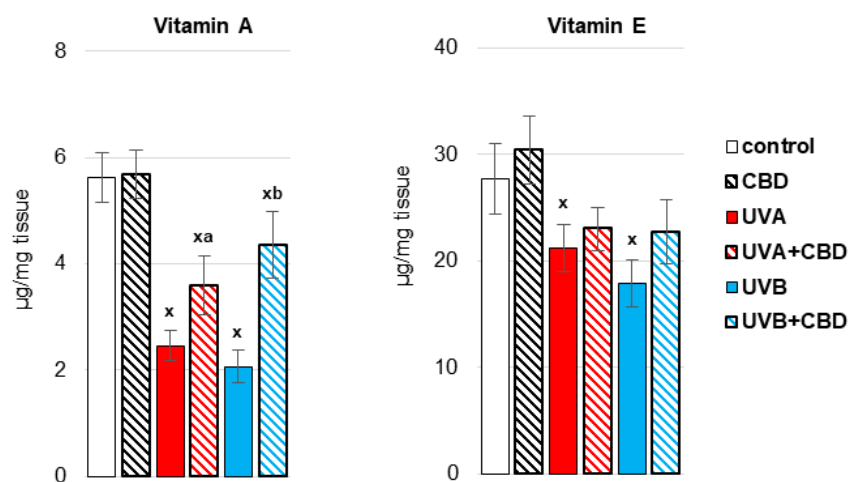 Vitamin A
8
6
4
2
0
µg/mg tissue
x
xa
x
xb
Vitamin E
40
30
20
10
0
µg/mg tissue
x
x
control
CBD
UVA
UVA+CBD
UVB
UVB+CBD